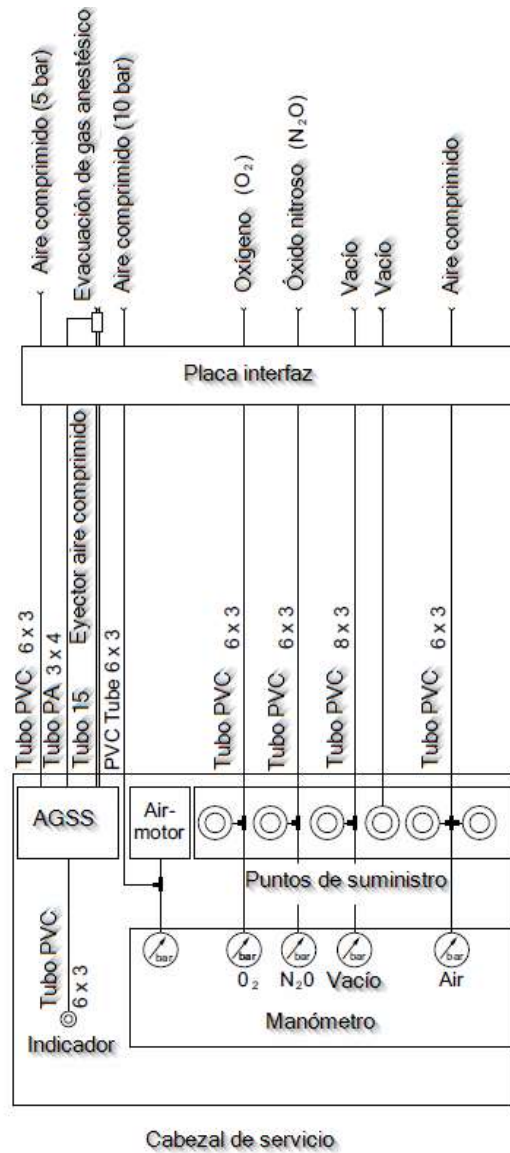 Aire comprimido (5 bar)
Evacuación de gas anestésico
Aire comprimido (10 bar)
Oxígeno (O₂)
Óxido nitroso (N₂O)
Vacío
Vacío
Aire comprimido
Placa interfaz
Tubo PVC 6 x 3
Tubo PA 3 x 4
Tubo 15 Eyector aire comprimido
PVC Tube 6 x 3
Tubo PVC 6 x 3
Tubo PVC 6 x 3
Tubo PVC 8 x 3
Tubo PVC 6 x 3
AGSS
Air-
motor
Puntos de suministro
Tubo PVC
6 x 3
bar
bar
bar
bar
bar
0₂
N₂0
Vacío
Air
Manómetro
Indicador
Cabezal de servicio